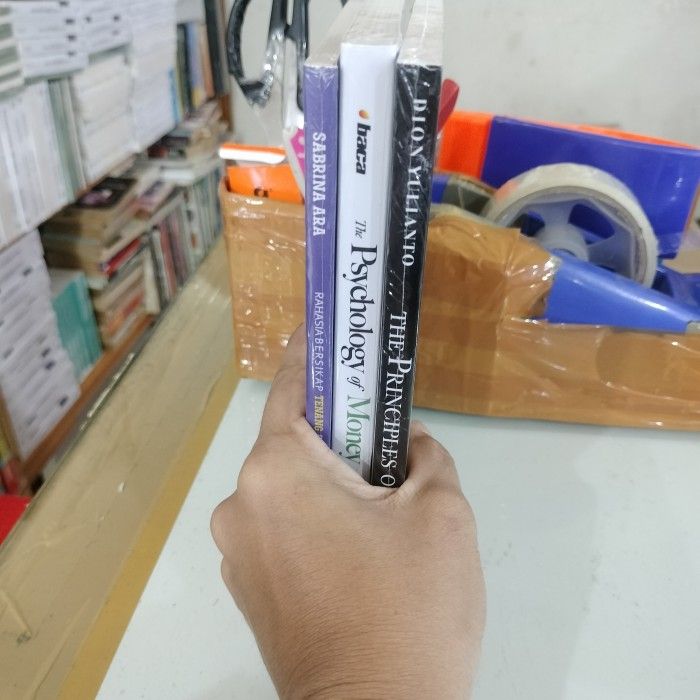 SABRINA ARA
RAHASIA BERSIKAP TENANG
baca
The Psychology of Money
DION YULIANTO
THE PRINCIPLES O